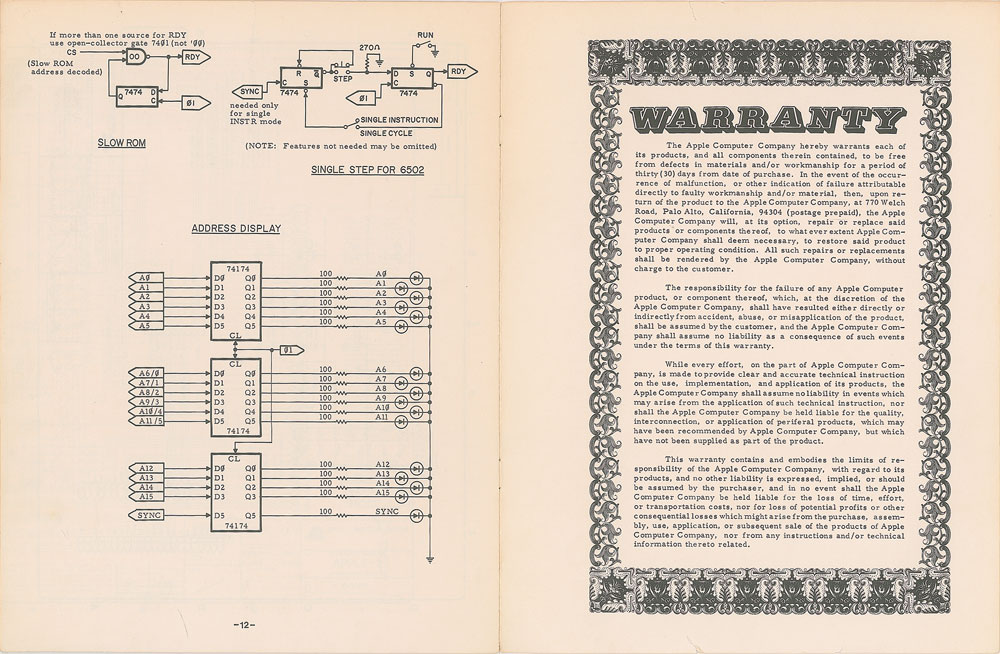 If more than one source for RDY
use open-collector gate 74Ø1 (not 'ØØ)
CS
OO
RDY
(Slow ROM
address decoded)
7474 D
Q C
Ø1
SLOW ROM
RUN
270Ω
R Q
C S
7474
STEP
S
D Q
C
7474
RDY
SYNC
Ø1
needed only
for single
INSTR mode
SINGLE INSTRUCTION
SINGLE CYCLE
(NOTE: Features not needed may be omitted)
SINGLE STEP FOR 6502
ADDRESS DISPLAY
74174
AØ DØ QØ 100 AØ
A1 D1 Q1 100 A1
A2 D2 Q2 100 A2
A3 D3 Q3 100 A3
A4 D4 Q4 100 A4
A5 D5 Q5 100 A5
CL
Ø1
CL
A6/Ø DØ QØ 100 A6
A7/1 D1 Q1 100 A7
A8/2 D2 Q2 100 A8
A9/3 D3 Q3 100 A9
A1Ø/4 D4 Q4 100 A1Ø
A11/5 D5 Q5 100 A11
74174
CL
A12 DØ QØ 100 A12
A13 D1 Q1 100 A13
A14 D2 Q2 100 A14
A15 D3 Q3 100 A15
SYNC D5 Q5 100 SYNC
74174
-12-
WARRANTY
The Apple Computer Company hereby warrants each of
its products, and all components therein contained, to be free
from defects in materials and/or workmanship for a period of
thirty (30) days from date of purchase. In the event of the occur-
rence of malfunction, or other indication of failure attributable
directly to faulty workmanship and/or material, then, upon re-
turn of the product to the Apple Computer Company, at 770 Welch
Road, Palo Alto, California, 94304 (postage prepaid), the Apple
Computer Company will, at its option, repair or replace said
products or components thereof, to what ever extent Apple Com-
puter Company shall deem necessary, to restore said product
to proper operating condition. All such repairs or replacements
shall be rendered by the Apple Computer Company, without
charge to the customer.
The responsibility for the failure of any Apple Computer
product, or component thereof, which, at the discretion of the
Apple Computer Company, shall have resulted either directly or
indirectly from accident, abuse, or misapplication of the product,
shall be assumed by the customer, and the Apple Computer Com-
pany shall assume no liability as a consequence of such events
under the terms of this warranty.
While every effort, on the part of Apple Computer Com-
pany, is made to provide clear and accurate technical instruction
on the use, implementation, and application of its products, the
Apple Computer Company shall assume no liability in events which
may arise from the application of such technical instruction, nor
shall the Apple Computer Company be held liable for the quality,
interconnection, or application of periferal products, which may
have been recommended by Apple Computer Company, but which
have not been supplied as part of the product.
This warranty contains and embodies the limits of re-
sponsibility of the Apple Computer Company, with regard to its
products, and no other liability is expressed, implied, or should
be assumed by the purchaser, and in no event shall the Apple
Computer Company be held liable for the loss of time, effort,
or transportation costs, nor for loss of potential profits or other
consequential losses which might arise from the purchase, assem-
bly, use, application, or subsequent sale of the products of Apple
Computer Company, nor from any instructions and/or technical
information thereto related.